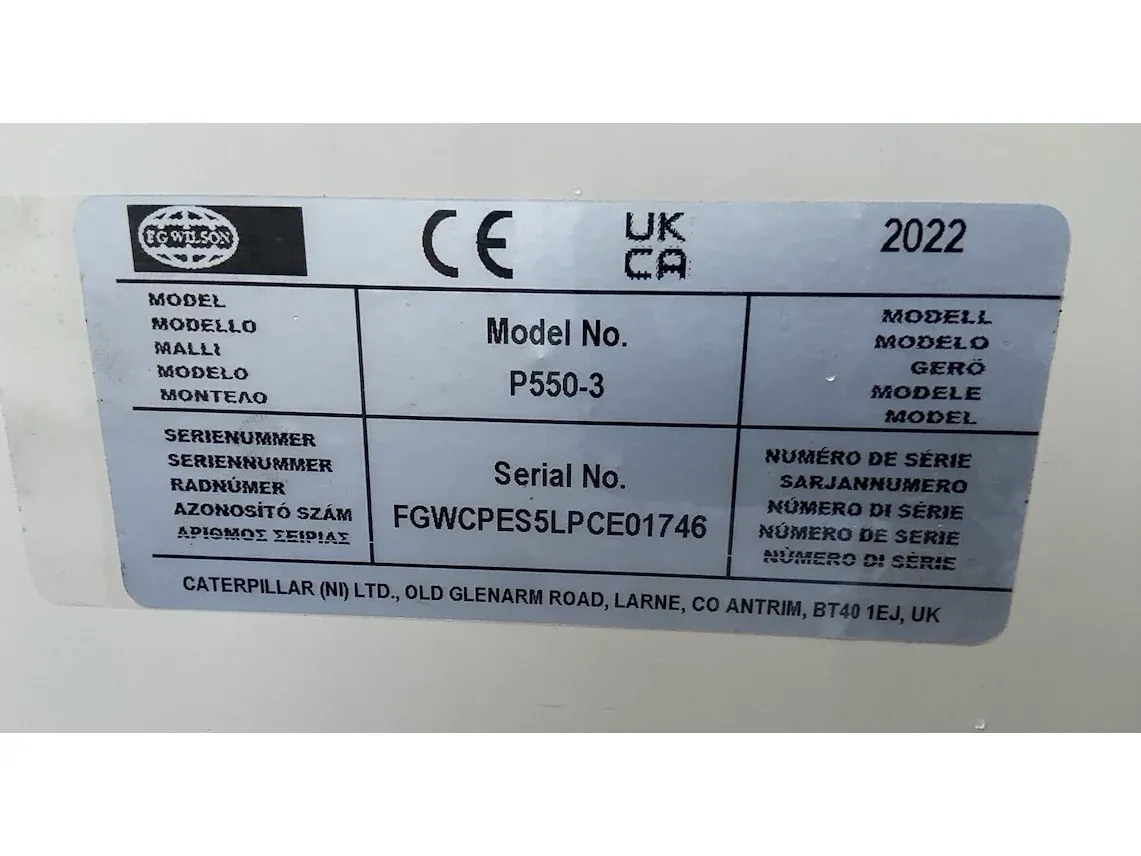 FG WILSON
CE
UK
CA
2022
MODEL
MODELLO
MALLI
MODELO
ΜΟΝΤΕΛΟ
Model No.
P550-3
MODELL
MODELO
GERÖ
MODELE
MODEL
SERIENUMMER
SERIENNUMMER
RADNÚMER
AZONOSÍTÓ SZÁM
ΑΡΙΘΜΟΣ ΣΕΙΡΙΑΣ
Serial No.
FGWCPES5LPCE01746
NUMÉRO DE SÉRIE
SARJANNUMERO
NÚMERO DI SÉRIE
NÚMERO DE SERIE
NÙMERO DI SÈRIE
CATERPILLAR (NI) LTD., OLD GLENARM ROAD, LARNE, CO ANTRIM, BT40 1EJ, UK